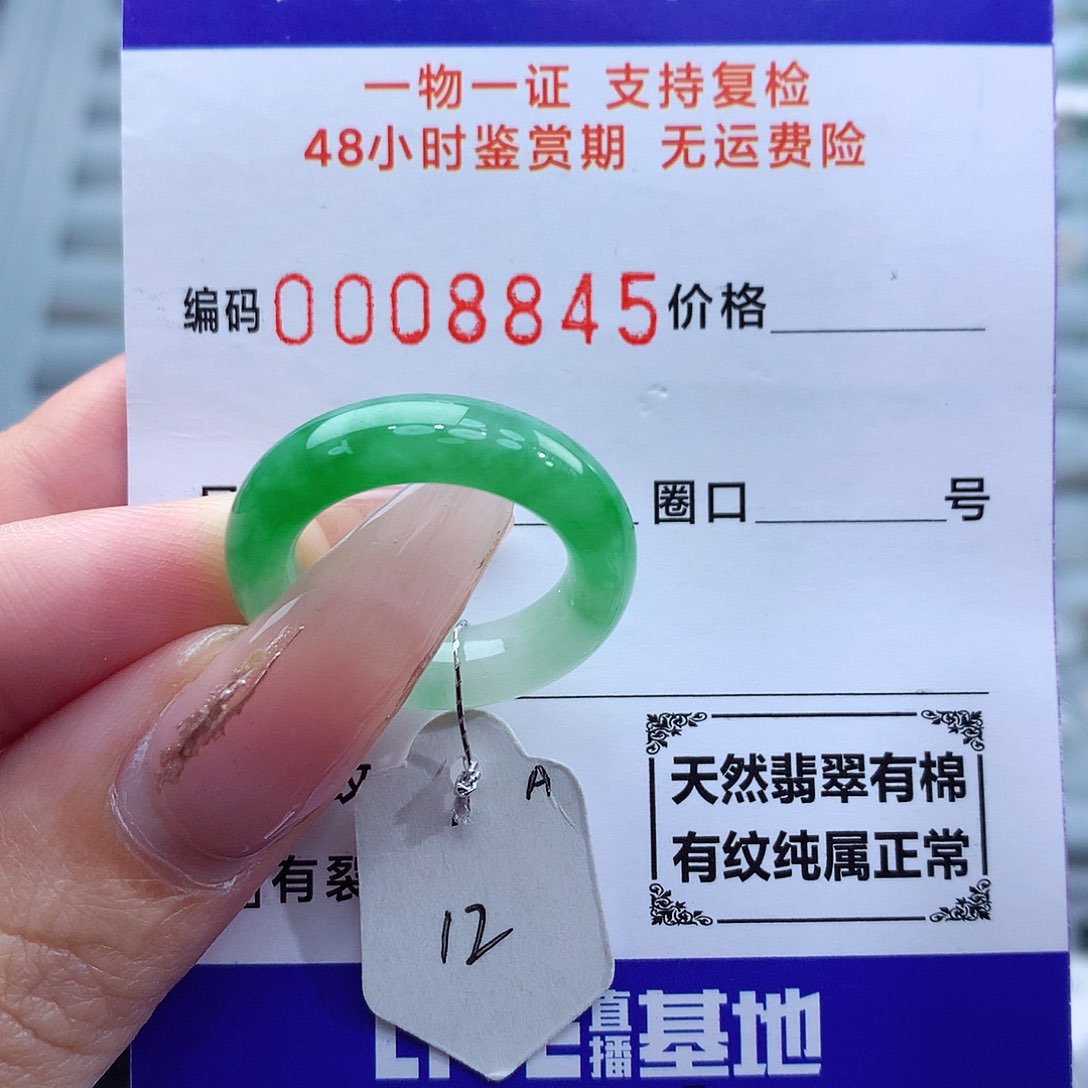 一物一证 支持复检
48小时鉴赏期 无运费险
编码0008845价格
圈口 号
天然翡翠有棉
有纹纯属正常
有裂
A
12
直播基地